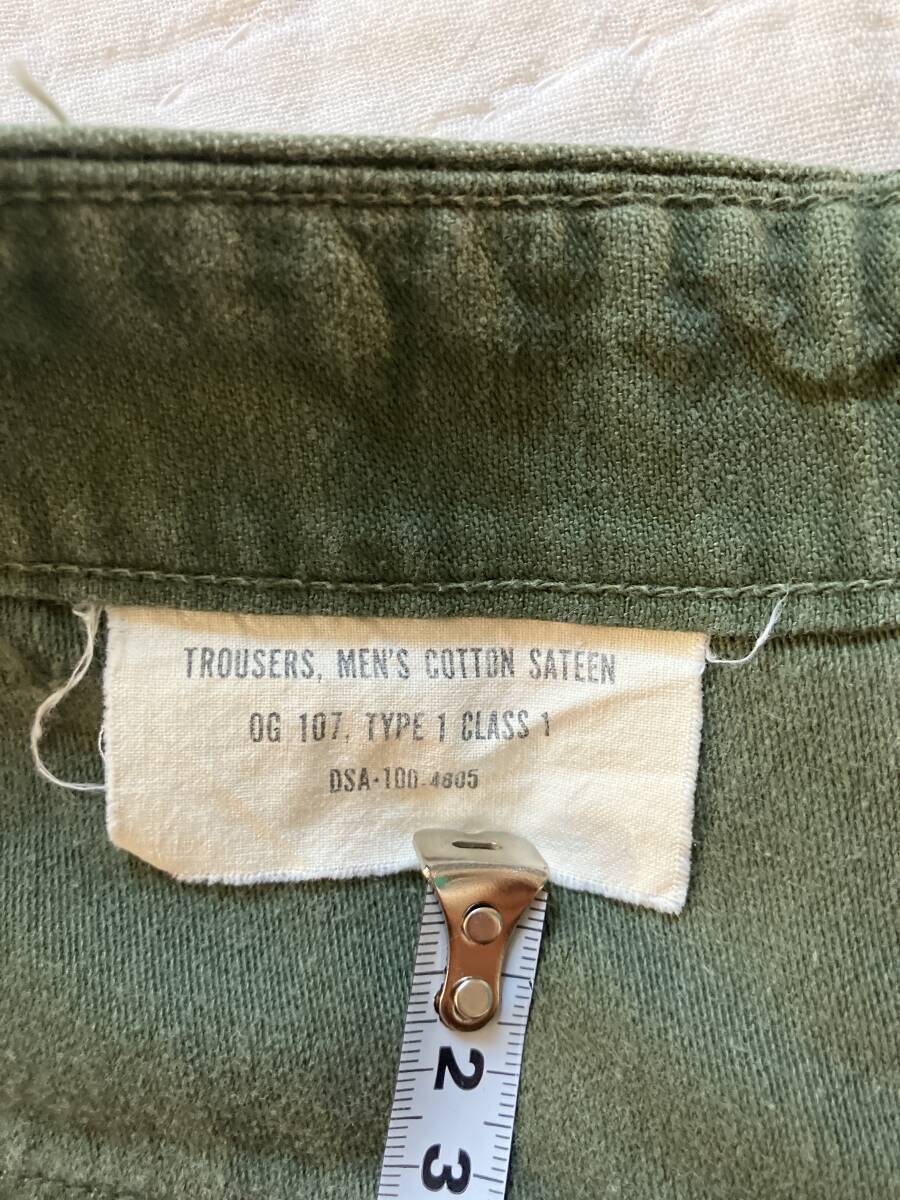 TROUSERS, MEN'S COTTON SATEEN
OG 107, TYPE 1 CLASS 1
DSA-100-4805
2
3